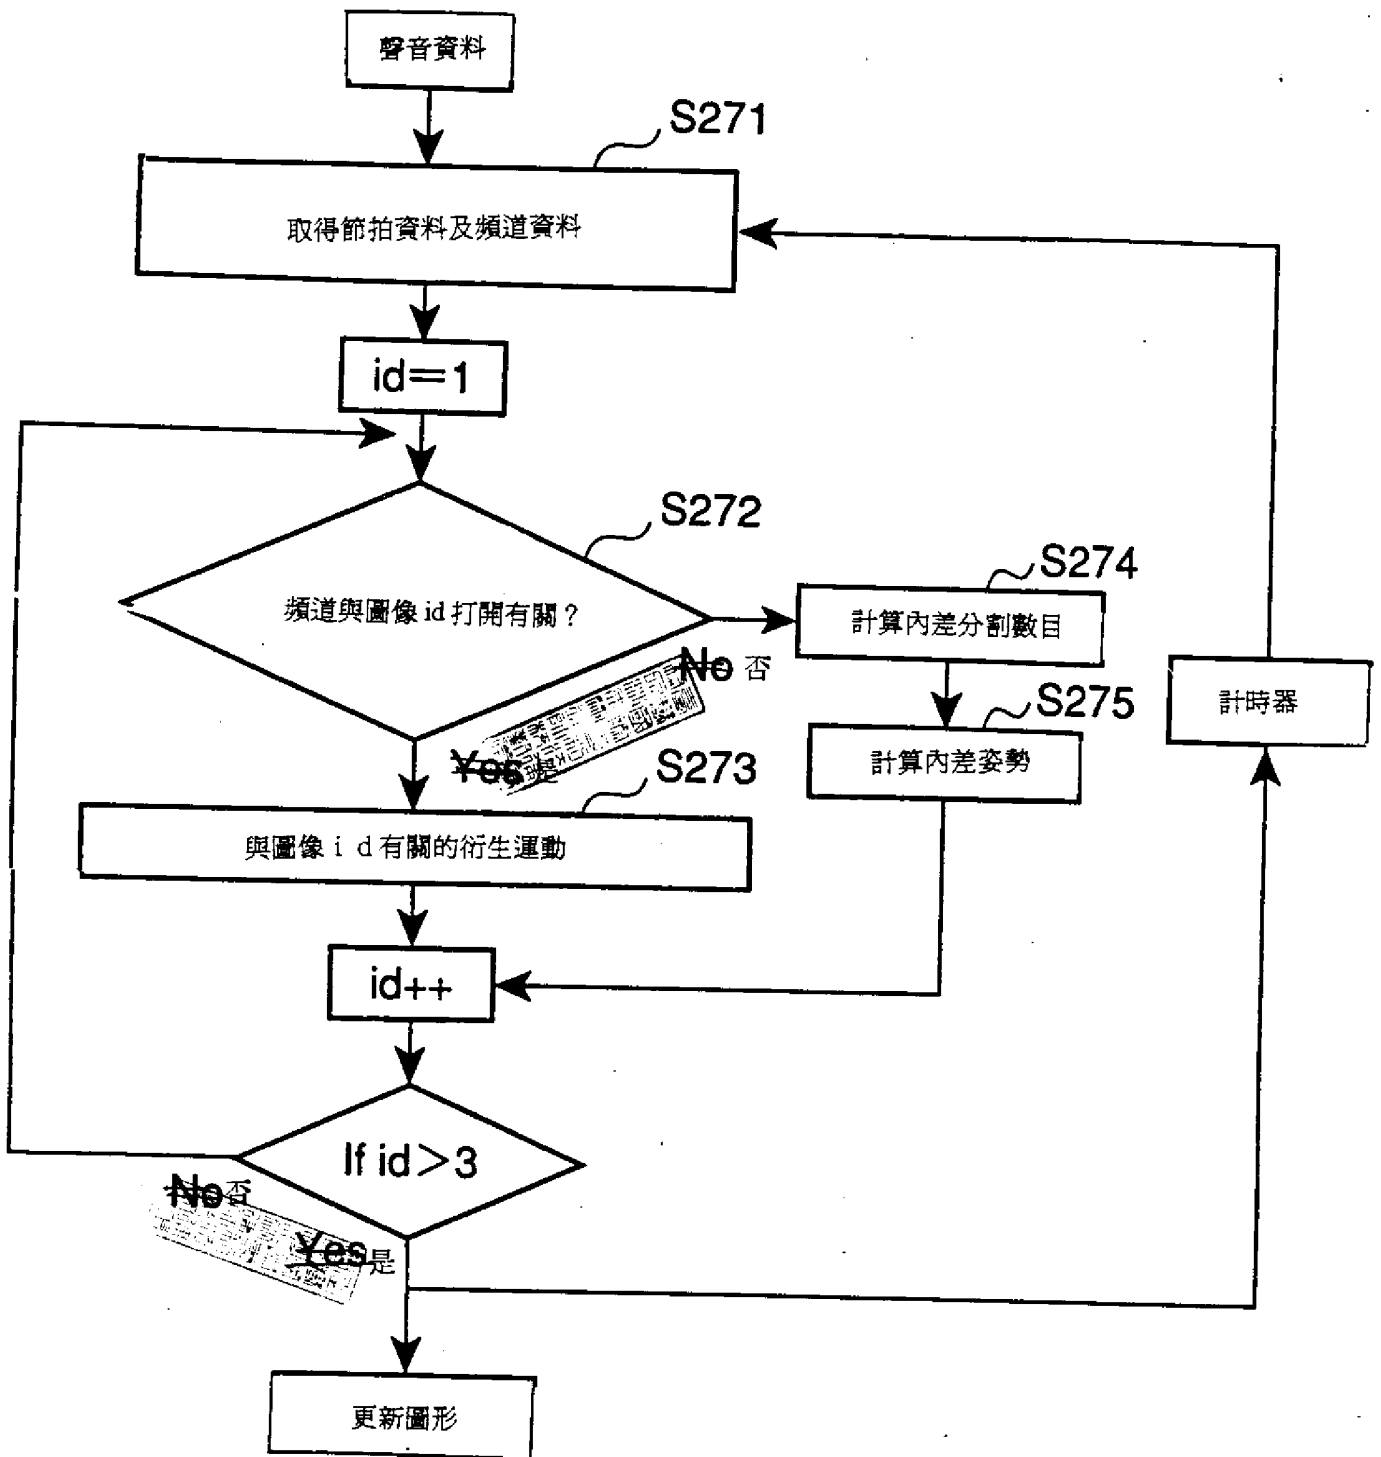 聲音資料
S271
取得節拍資料及頻道資料
id=1
S272
頻道與圖像 id 打開有關?
S274
計算內差分割數目
No 否
計時器
S275
計算內差姿勢
Yes 是
S273
與圖像 i d 有關的衍生運動
id++
If id>3
No 否
Yes 是
更新圖形